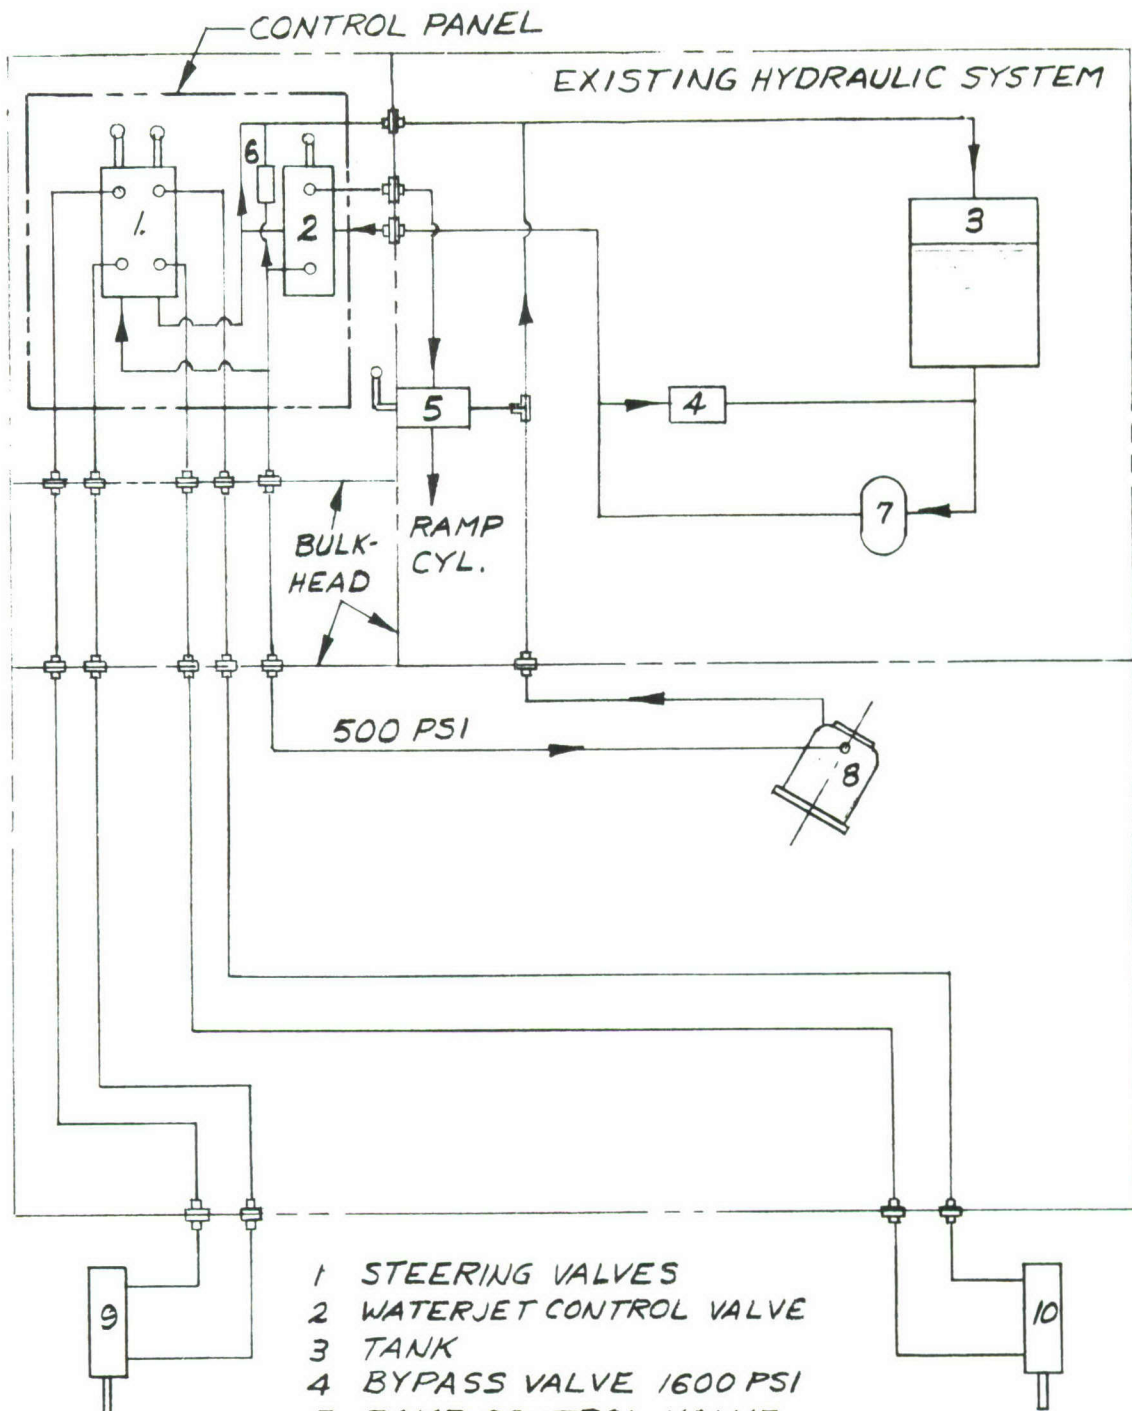 CONTROL PANEL
EXISTING HYDRAULIC SYSTEM
6
1.
2
3
5
4
7
RAMP
CYL.
BULK-
HEAD
500 PSI
8
9
10
1 STEERING VALVES
2 WATERJET CONTROL VALVE
3 TANK
4 BYPASS VALVE 1600 PSI